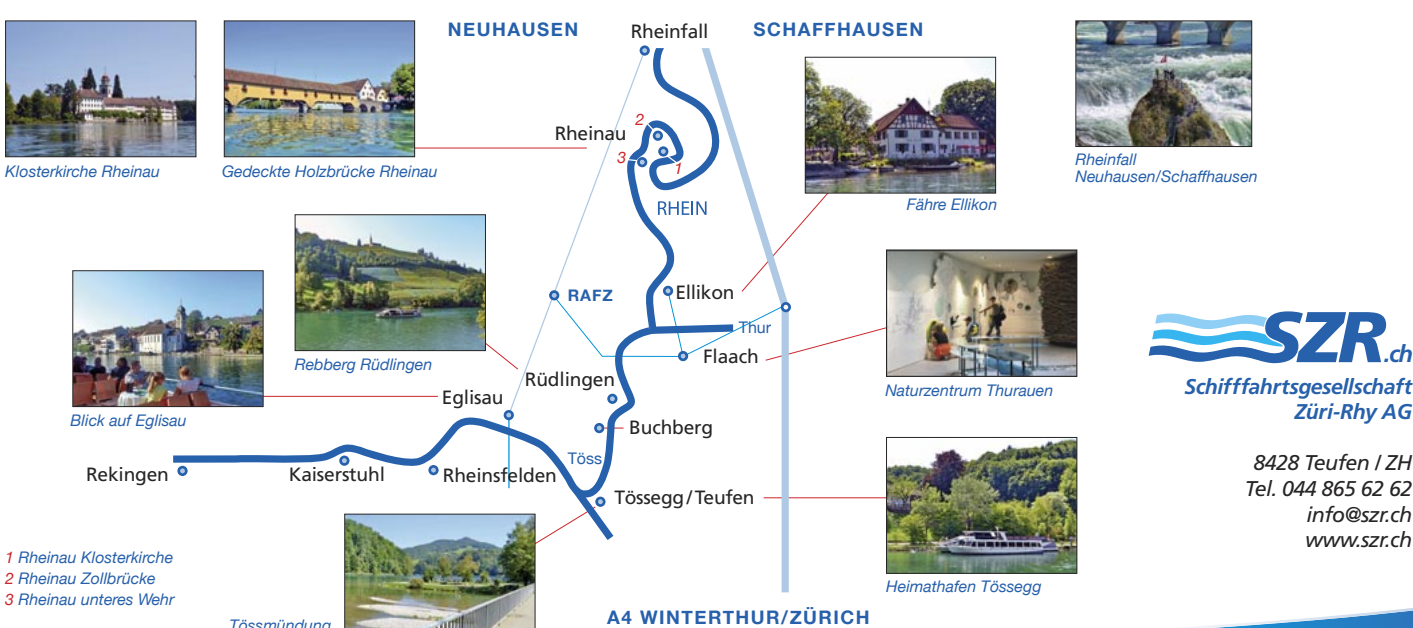 NEUHAUSEN
Rheinfall
SCHAFFHAUSEN
Klosterkirche Rheinau
Gedeckte Holzbrücke Rheinau
Rheinau
2
3
1
RHEIN
Fähre Ellikon
Rheinfall
Neuhausen/Schaffhausen
Rebberg Rüdlingen
RAFZ
Ellikon
Thur
Flaach
Naturzentrum Thurauen
Blick auf Eglisau
Eglisau
Rüdlingen
Buchberg
Töss
Rekingen
Kaiserstuhl
Rheinsfelden
Tössegg/Teufen
Heimathafen Tössegg
1 Rheinau Klosterkirche
2 Rheinau Zollbrücke
3 Rheinau unteres Wehr
Tössmündung
A4 WINTERTHUR/ZÜRICH
SZR.ch
Schifffahrtsgesellschaft
Züri-Rhy AG
8428 Teufen / ZH
Tel. 044 865 62 62
info@szr.ch
www.szr.ch